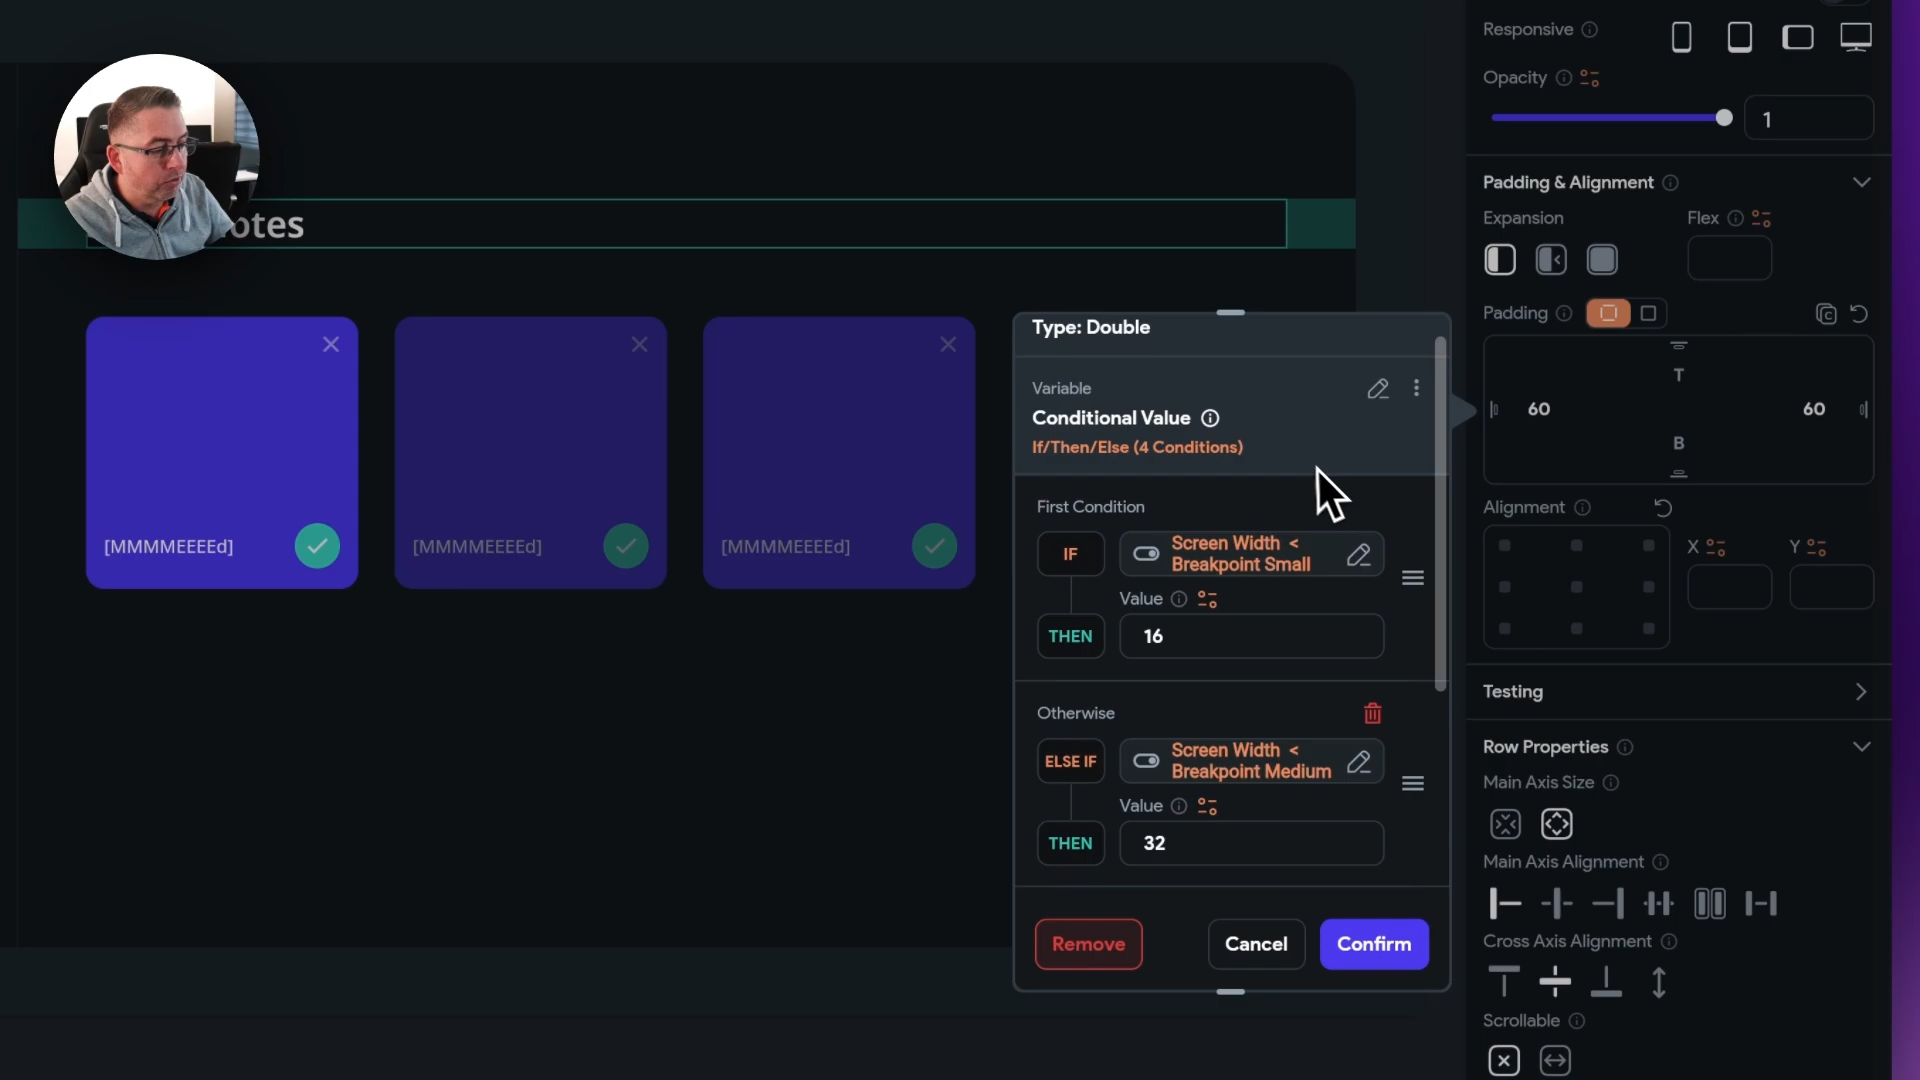 Responsive
Opacity
1
Padding & Alignment
Expansion
Flex
Padding
T
60
60
B
Alignment
X
Y
Testing
Row Properties
Main Axis Size
Main Axis Alignment
Cross Axis Alignment
Scrollable
otes
[MMMMEEEEd]
[MMMMEEEEd]
[MMMMEEEEd]
Type: Double
Variable
Conditional Value
If/Then/Else (4 Conditions)
First Condition
IF
Screen Width <
Breakpoint Small
Value
THEN
16
Otherwise
ELSE IF
Screen Width <
Breakpoint Medium
Value
THEN
32
Remove
Cancel
Confirm